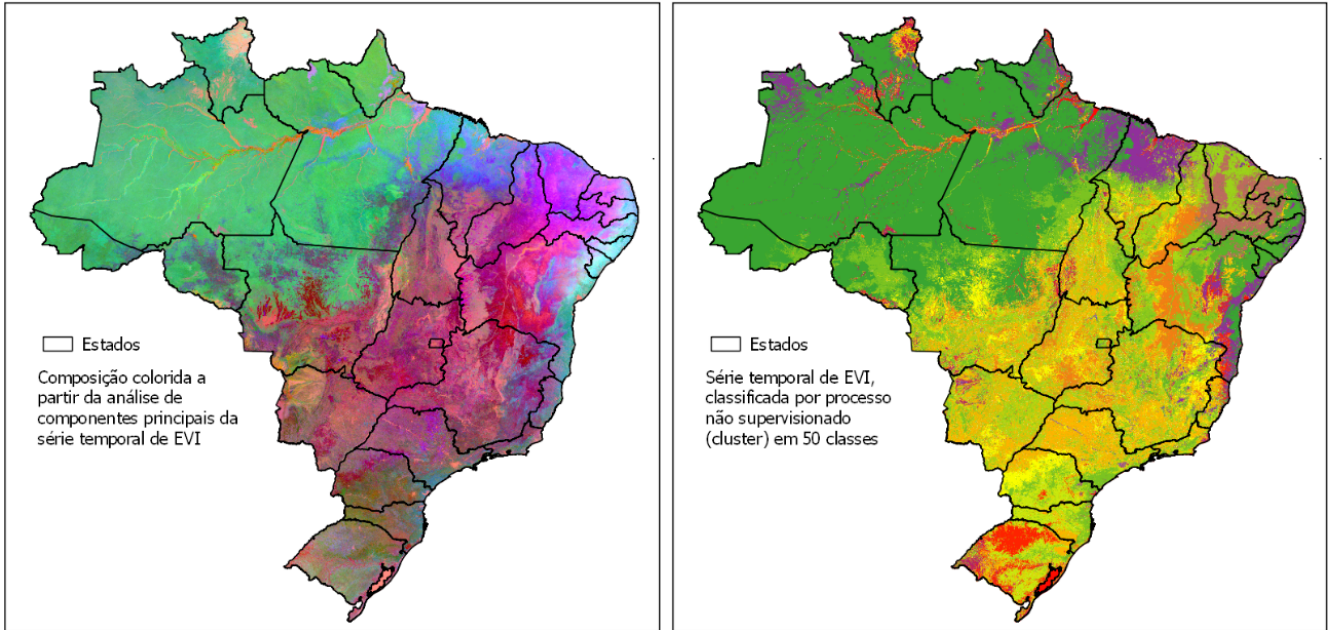 Estados
Composição colorida a
partir da análise de
componentes principais da
série temporal de EVI
Estados
Série temporal de EVI,
classificada por processo
não supervisionado
(cluster) em 50 classes